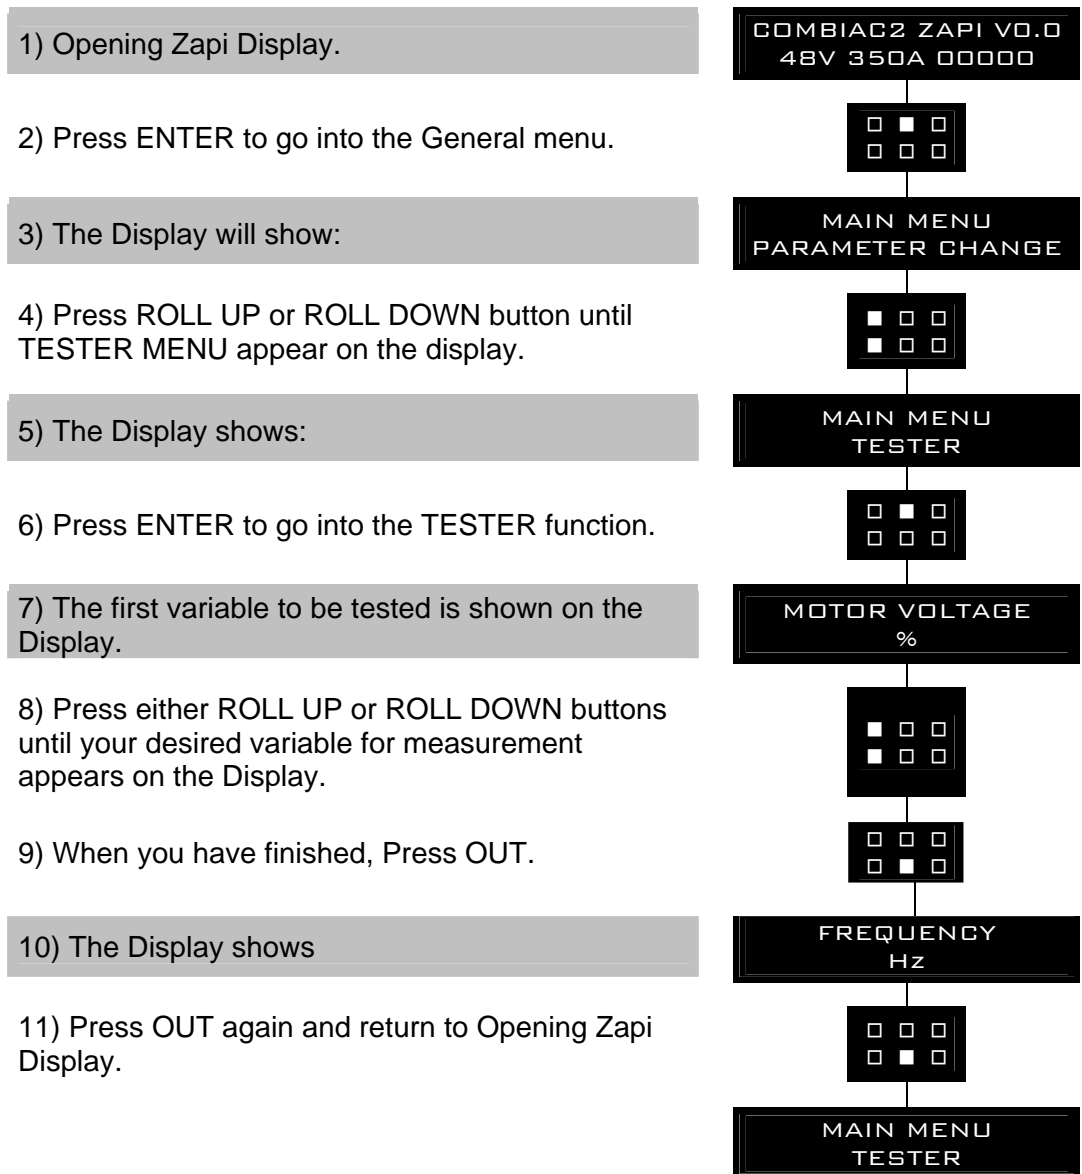 1) Opening Zapi Display.
COMBIAC2 ZAPI V0.0
48V 350A 00000
2) Press ENTER to go into the General menu.
3) The Display will show:
MAIN MENU
PARAMETER CHANGE
4) Press ROLL UP or ROLL DOWN button until
TESTER MENU appear on the display.
5) The Display shows:
MAIN MENU
TESTER
6) Press ENTER to go into the TESTER function.
7) The first variable to be tested is shown on the
Display.
MOTOR VOLTAGE
%
8) Press either ROLL UP or ROLL DOWN buttons
until your desired variable for measurement
appears on the Display.
9) When you have finished, Press OUT.
10) The Display shows
FREQUENCY
Hz
11) Press OUT again and return to Opening Zapi
Display.
MAIN MENU
TESTER